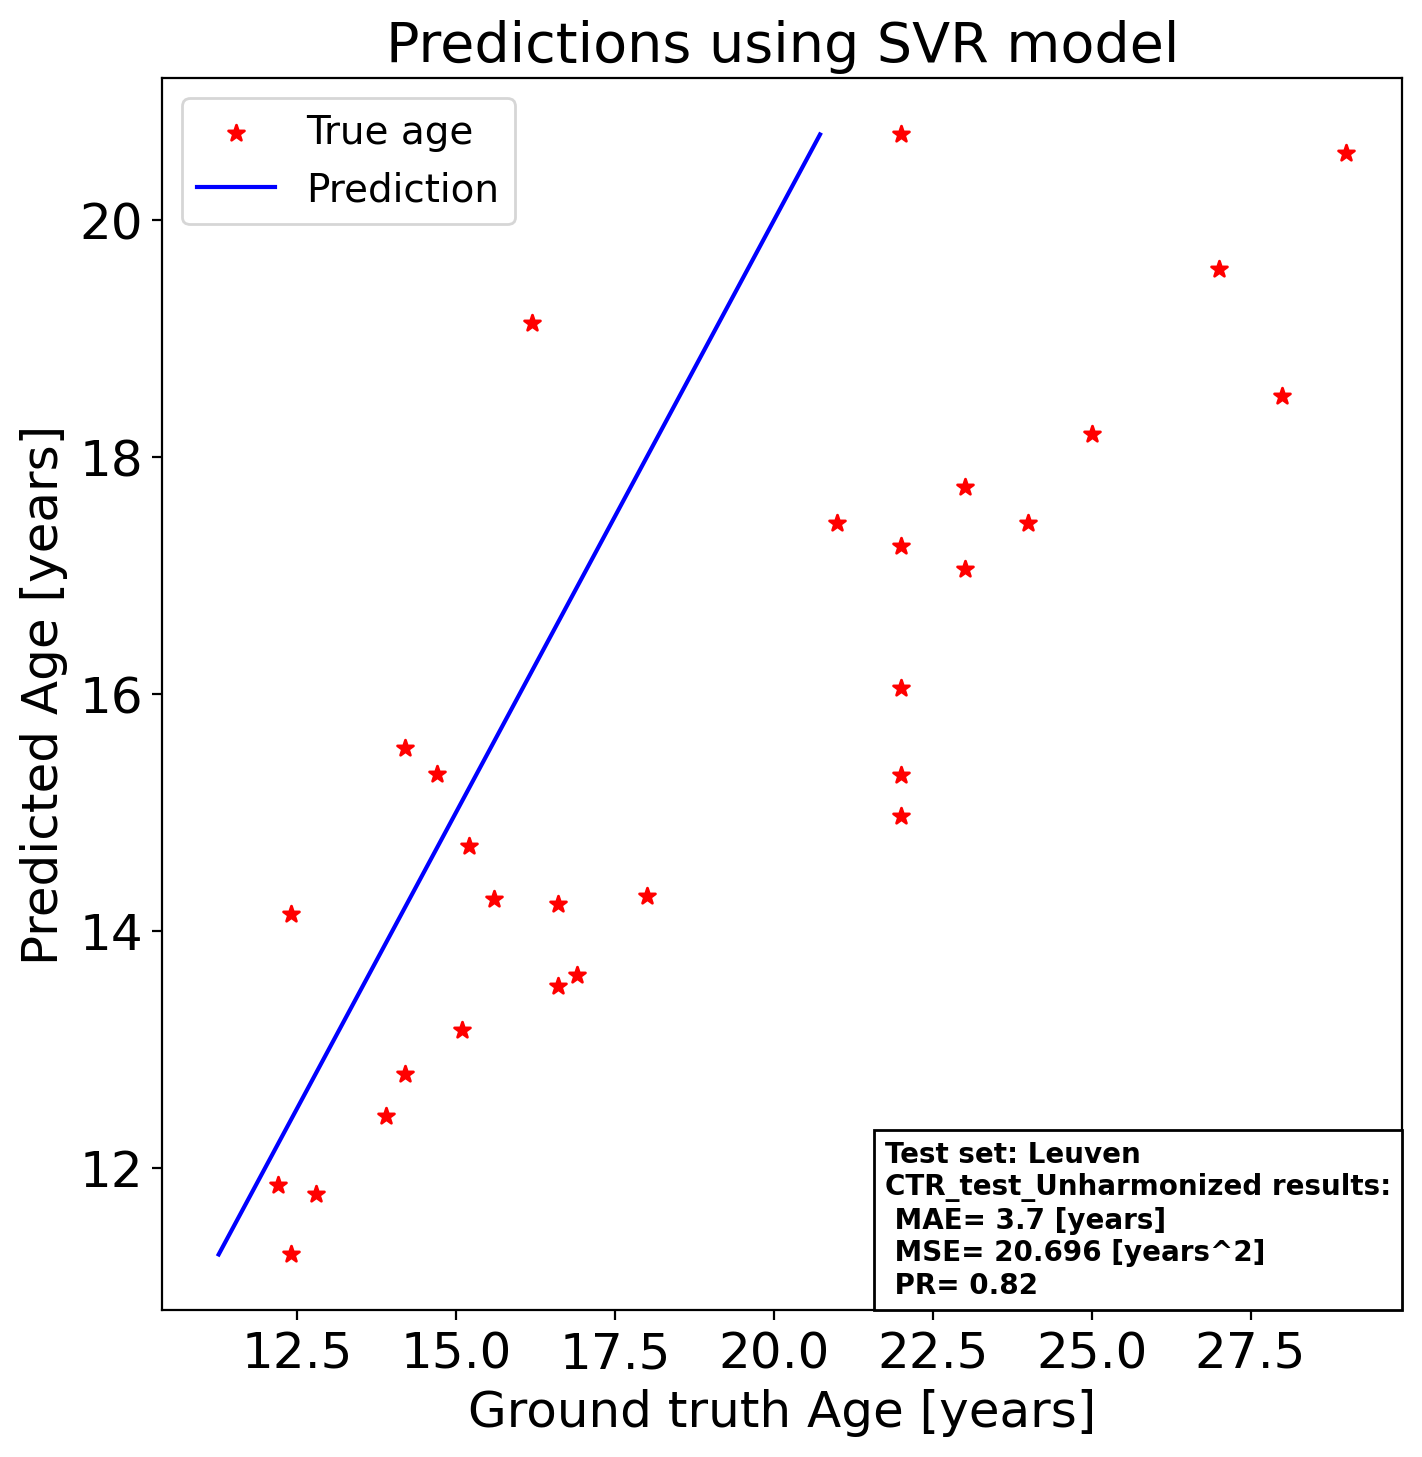 Predictions using SVR model
True age
Prediction
Predicted Age [years]
20
18
16
14
12
Test set: Leuven
CTR_test_Unharmonized results:
MAE= 3.7 [years]
MSE= 20.696 [years^2]
PR= 0.82
12.5 15.0 17.5 20.0 22.5 25.0 27.5
Ground truth Age [years]